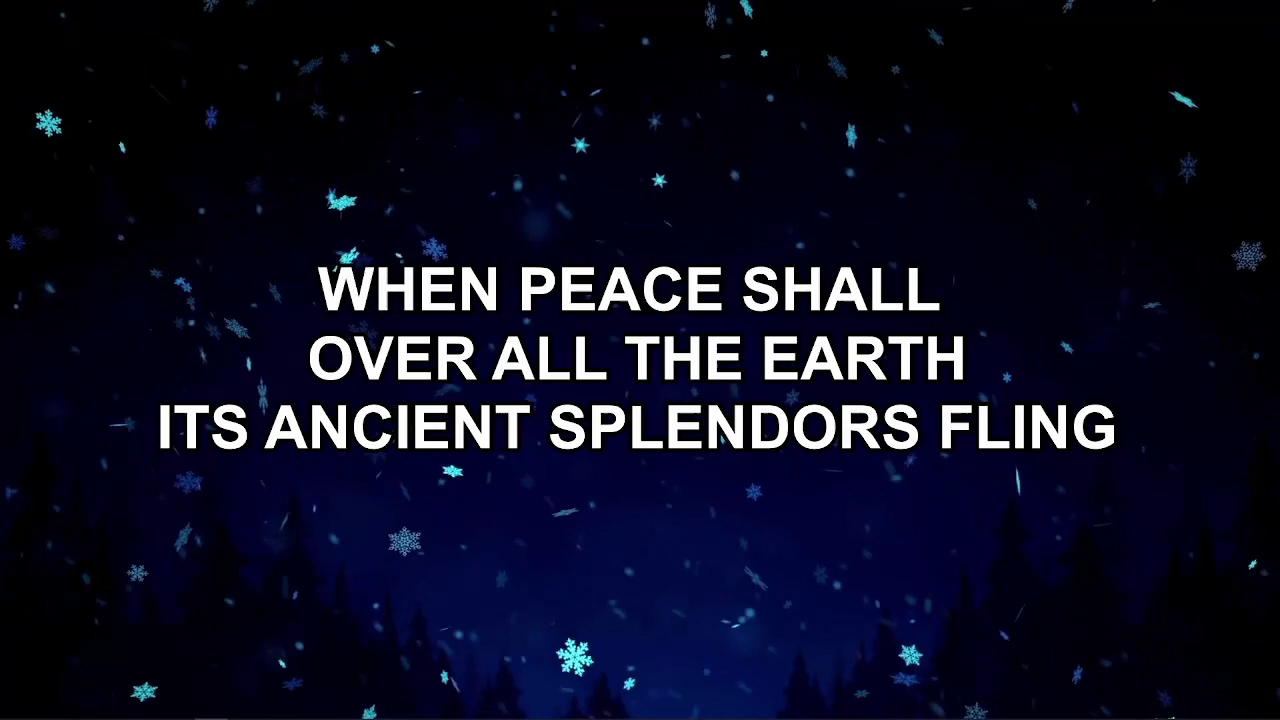 WHEN PEACE SHALL
OVER ALL THE EARTH
ITS ANCIENT SPLENDORS FLING